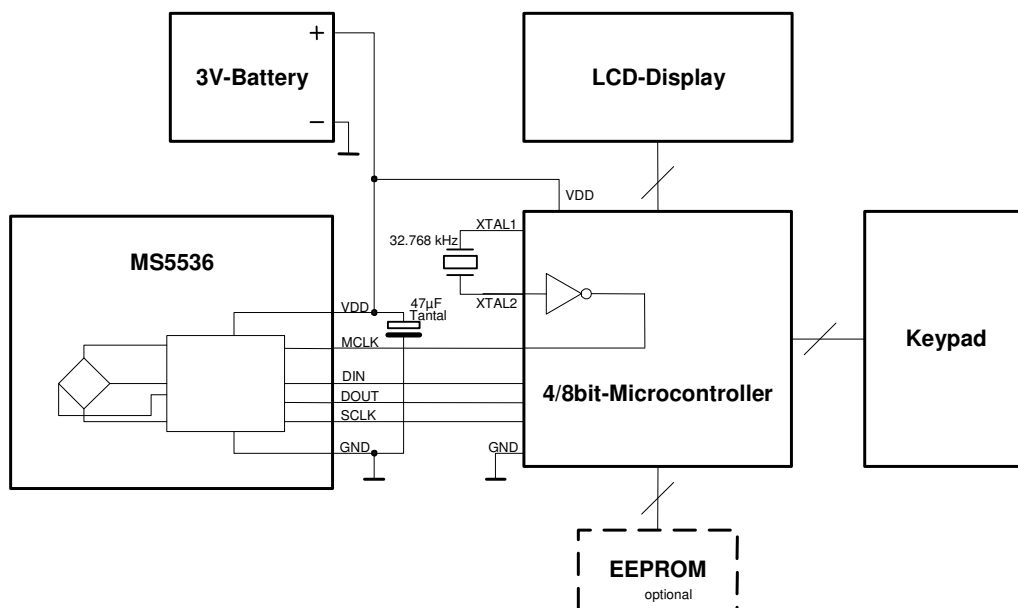 +
3V-Battery
−
LCD-Display
VDD
MS5536
XTAL1
32.768 kHz
XTAL2
VDD
47µF
Tantal
MCLK
DIN
DOUT
SCLK
GND
GND
4/8bit-Microcontroller
Keypad
EEPROM
optional